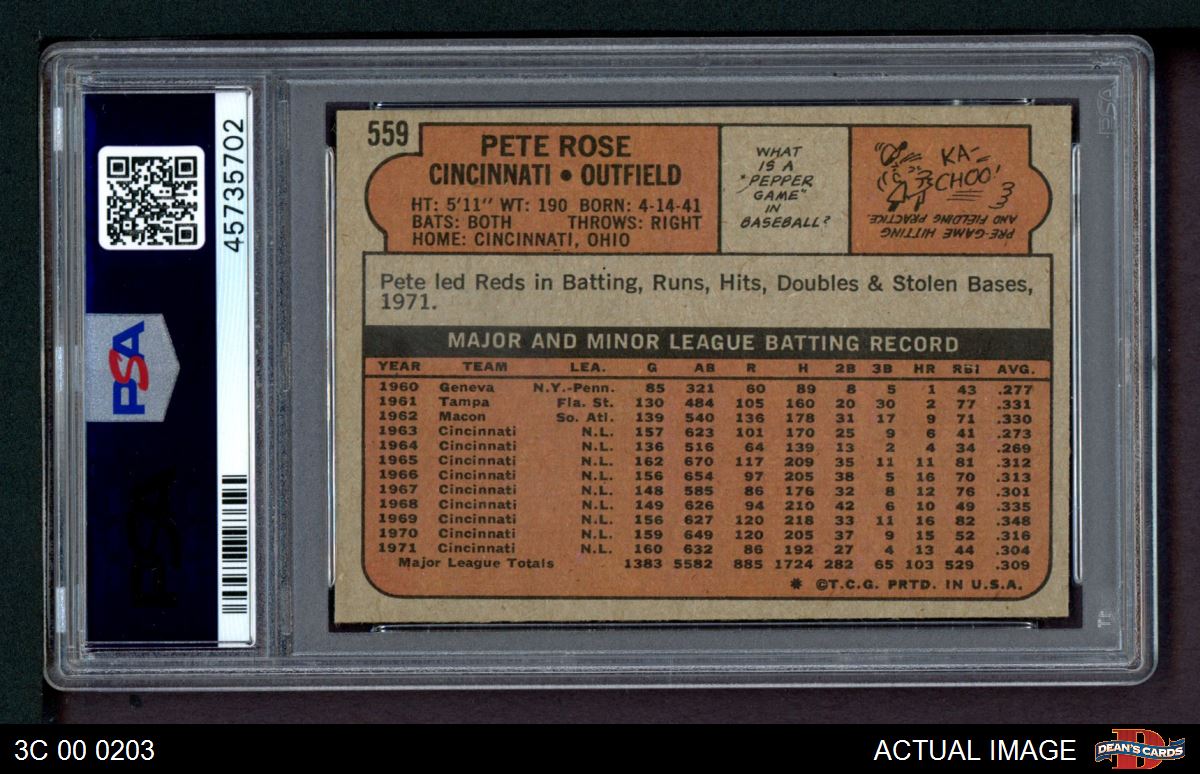 45735702
PSA
PSA
PSA
559
PETE ROSE
CINCINNATI • OUTFIELD
HT: 5'11" WT: 190 BORN: 4-14-41
BATS: BOTH THROWS: RIGHT
HOME: CINCINNATI, OHIO
WHAT
IS A
"PEPPER
GAME"
IN
BASEBALL?
KA-
CHOO!
PRE-GAME HITTING
AND FIELDING PRACTICE.
Pete led Reds in Batting, Runs, Hits, Doubles & Stolen Bases,
1971.
MAJOR AND MINOR LEAGUE BATTING RECORD
YEAR TEAM LEA. G AB R H 2B 3B HR RBI AVG.
1960 Geneva N.Y.-Penn. 85 321 60 89 8 5 1 43 .277
1961 Tampa Fla. St. 130 484 105 160 20 30 2 77 .331
1962 Macon So. Atl. 139 540 136 178 31 17 9 71 .330
1963 Cincinnati N.L. 157 623 101 170 25 9 6 41 .273
1964 Cincinnati N.L. 136 516 64 139 13 2 4 34 .269
1965 Cincinnati N.L. 162 670 117 209 35 11 11 81 .312
1966 Cincinnati N.L. 156 654 97 205 38 5 16 70 .313
1967 Cincinnati N.L. 148 585 86 176 32 8 12 76 .301
1968 Cincinnati N.L. 149 626 94 210 42 6 10 49 .335
1969 Cincinnati N.L. 156 627 120 218 33 11 16 82 .348
1970 Cincinnati N.L. 159 649 120 205 37 9 15 52 .316
1971 Cincinnati N.L. 160 632 86 192 27 4 13 44 .304
Major League Totals 1383 5582 885 1724 282 65 103 529 .309
* ©T.C.G. PRTD. IN U.S.A.
3C 00 0203
ACTUAL IMAGE
DEAN'S CARDS